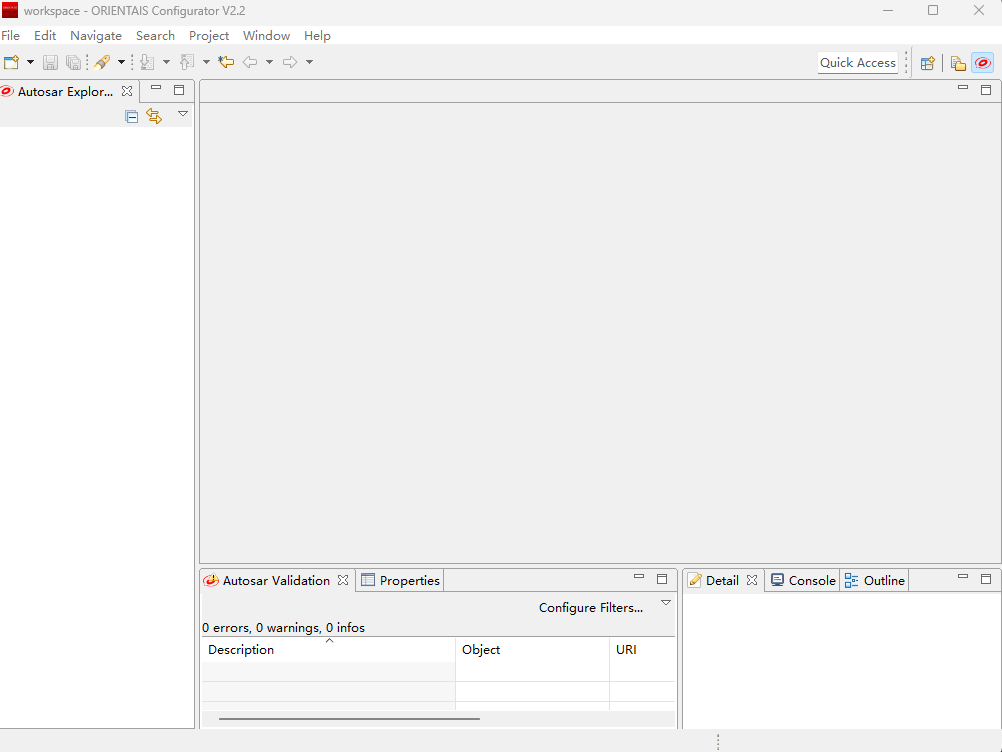 workspace - ORIENTAIS Configurator V2.2
File Edit Navigate Search Project Window Help
Quick Access
Autosar Explor...
Autosar Validation Properties
Configure Filters...
0 errors, 0 warnings, 0 infos
Description Object URI
Detail Console Outline